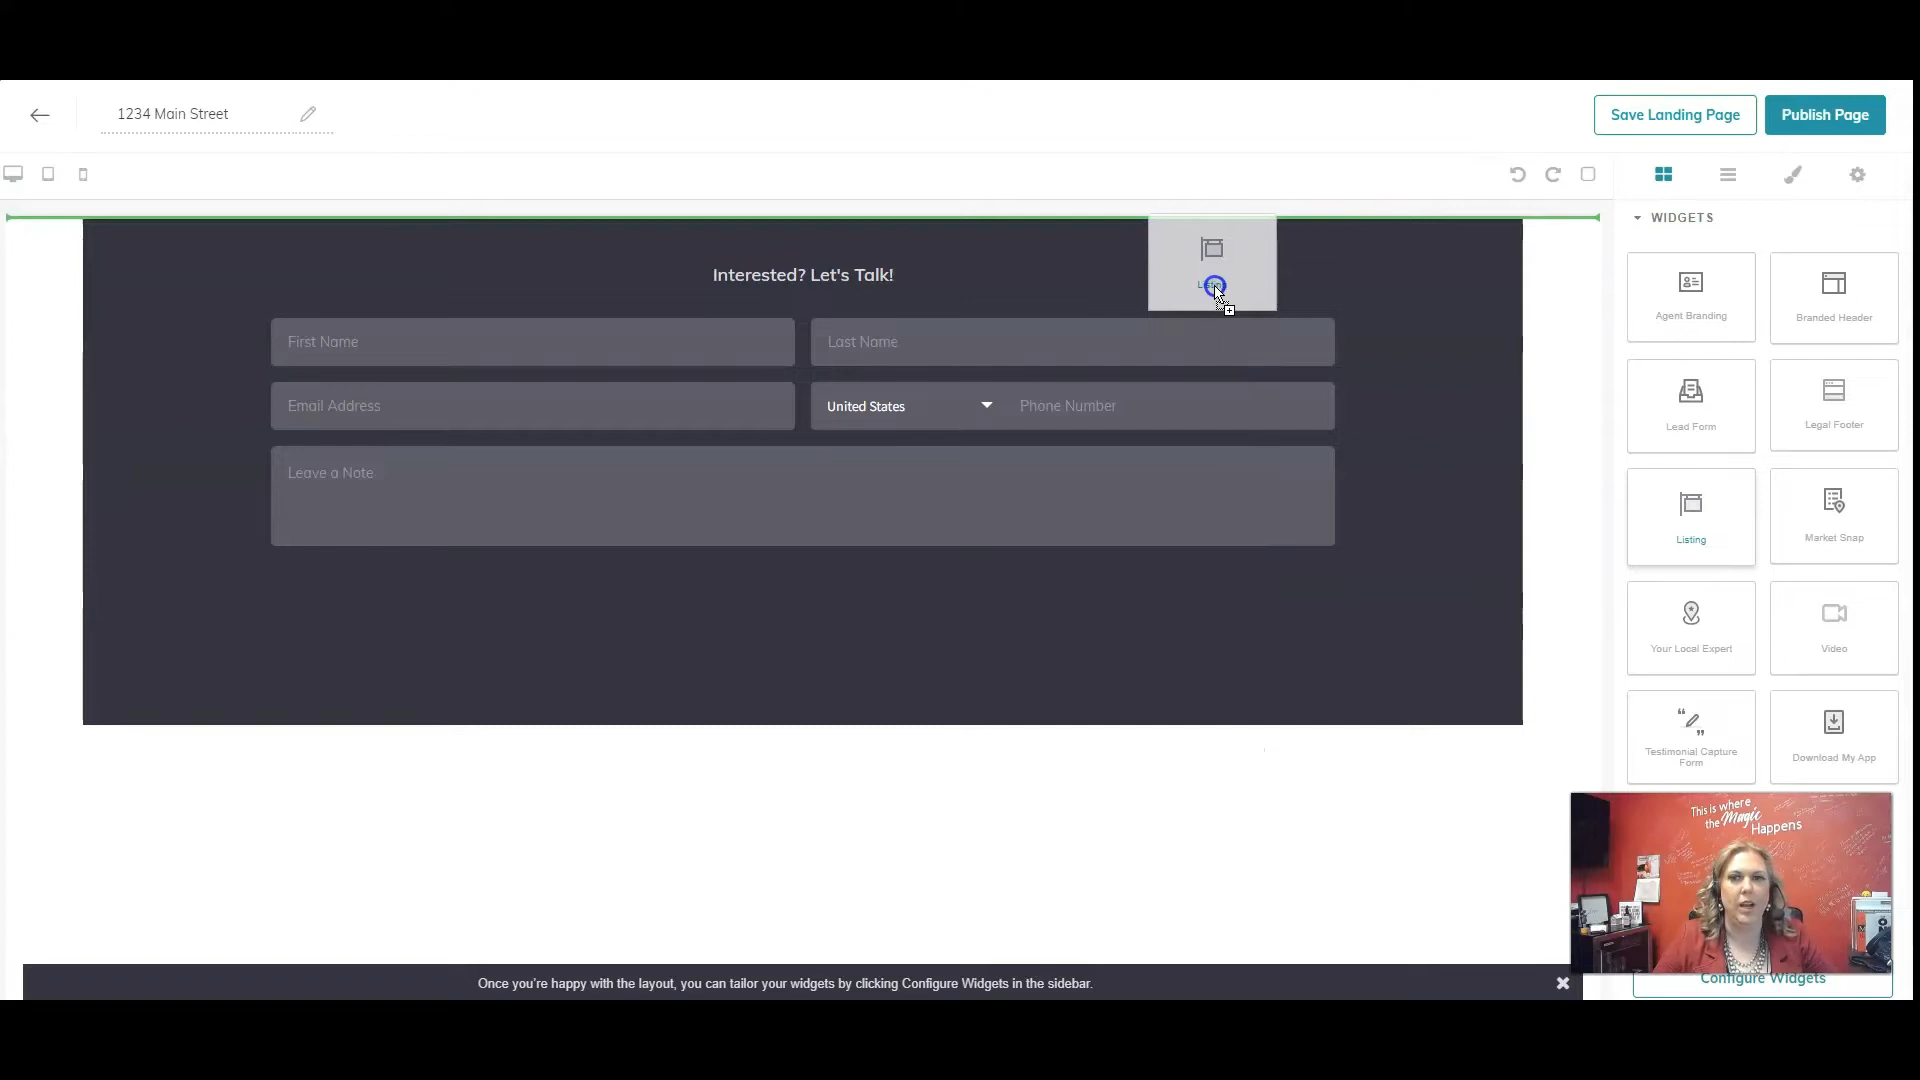 1234 Main Street
Save Landing Page
Publish Page
WIDGETS
Interested? Let's Talk!
Listing
First Name
Last Name
Email Address
United States
Phone Number
Leave a Note
Agent Branding
Branded Header
Lead Form
Legal Footer
Listing
Market Snap
Your Local Expert
Video
Testimonial Capture
Form
Download My App
This is where
the Magic
Happens
Once you're happy with the layout, you can tailor your widgets by clicking Configure Widgets in the sidebar.
Configure Widgets